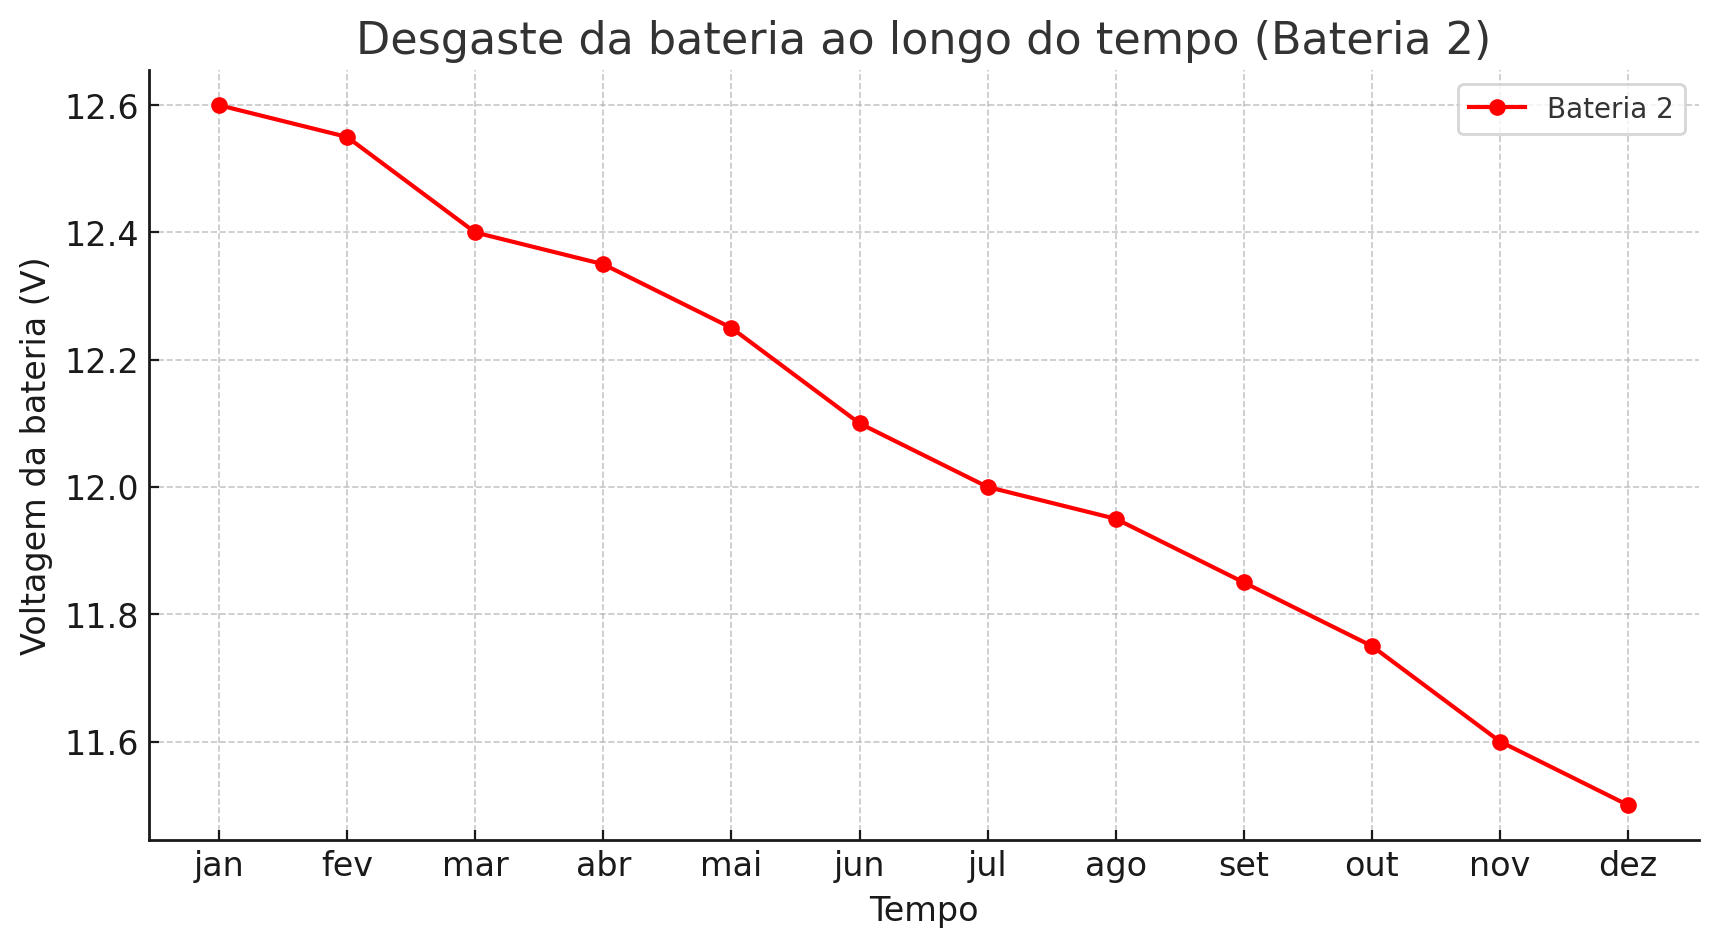 Desgaste da bateria ao longo do tempo (Bateria 2)
Bateria 2
Voltagem da bateria (V)
12.6
12.4
12.2
12.0
11.8
11.6
jan fev mar abr mai jun jul ago set out nov dez
Tempo